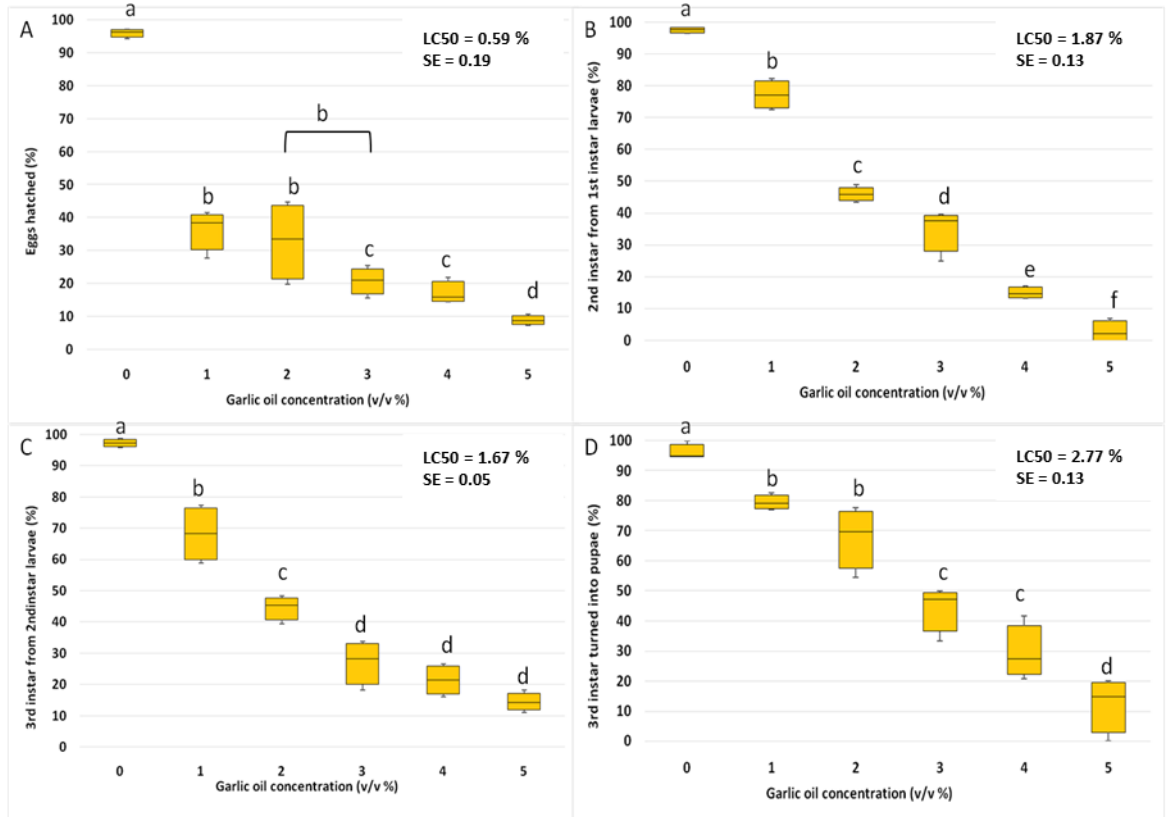 A
a
LC50 = 0.59 %
SE = 0.19
b
b
b
c
c
d
Eggs hatched (%)
100
90
80
70
60
50
40
30
20
10
0
0 1 2 3 4 5
Garlic oil concentration (v/v %)
B
a
LC50 = 1.87 %
SE = 0.13
b
c
d
e
f
2nd instar from 1st instar larvae (%)
100
90
80
70
60
50
40
30
20
10
0
0 1 2 3 4 5
Garlic oil concentration (v/v %)
C
a
LC50 = 1.67 %
SE = 0.05
b
c
d
d
d
3rd instar from 2ndinstar larvae (%)
100
90
80
70
60
50
40
30
20
10
0
0 1 2 3 4 5
Garlic oil concentration (v/v %)
D
a
LC50 = 2.77 %
SE = 0.13
b
b
c
c
d
3rd instar turned into pupae (%)
100
90
80
70
60
50
40
30
20
10
0
0 1 2 3 4 5
Garlic oil concentration (v/v %)